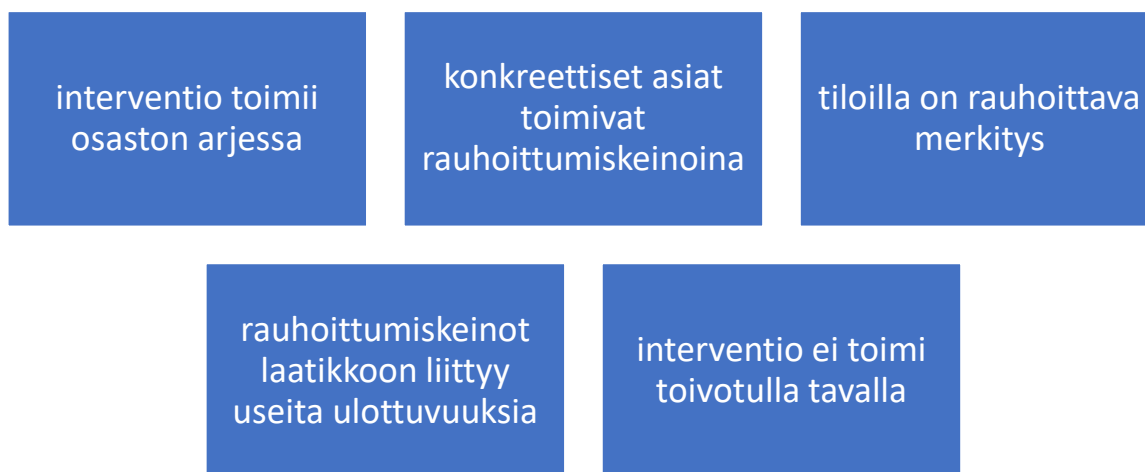 interventio toimii
osaston arjessa
konkreettiset asiat
toimivat
rauhoittumiskeinoina
tiloilla on rauhoittava
merkitys
rauhoittumiskeinot
laatikkoon liittyy
useita ulottuvuuksia
interventio ei toimi
toivotulla tavalla